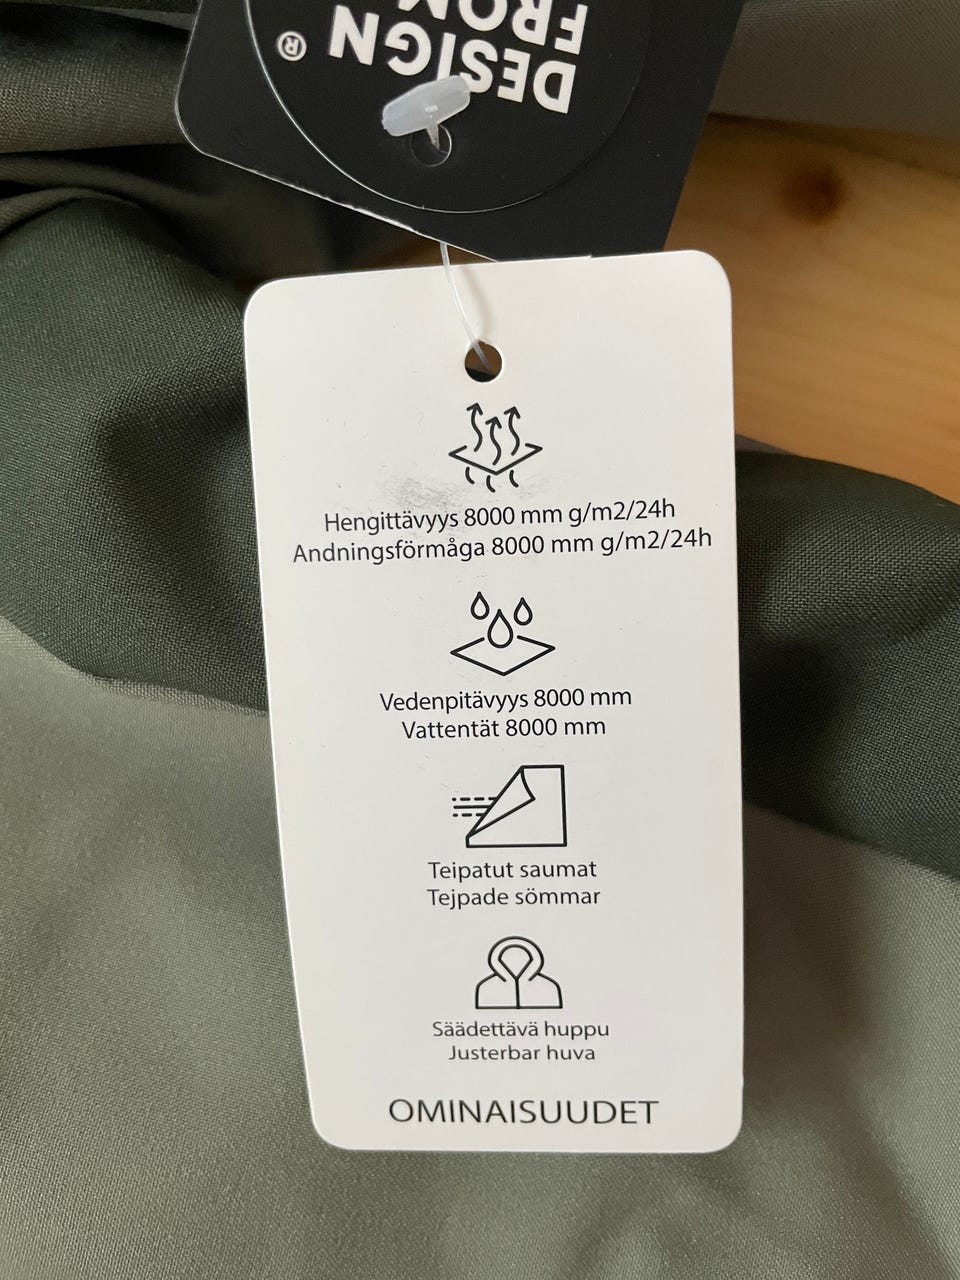 DESIGN ®
FROM
Hengittävyys 8000 mm g/m2/24h
Andningsförmåga 8000 mm g/m2/24h
Vedenpitävyys 8000 mm
Vattentät 8000 mm
Teipatut saumat
Tejpade sömmar
Säädettävä huppu
Justerbar huva
OMINAISUUDET